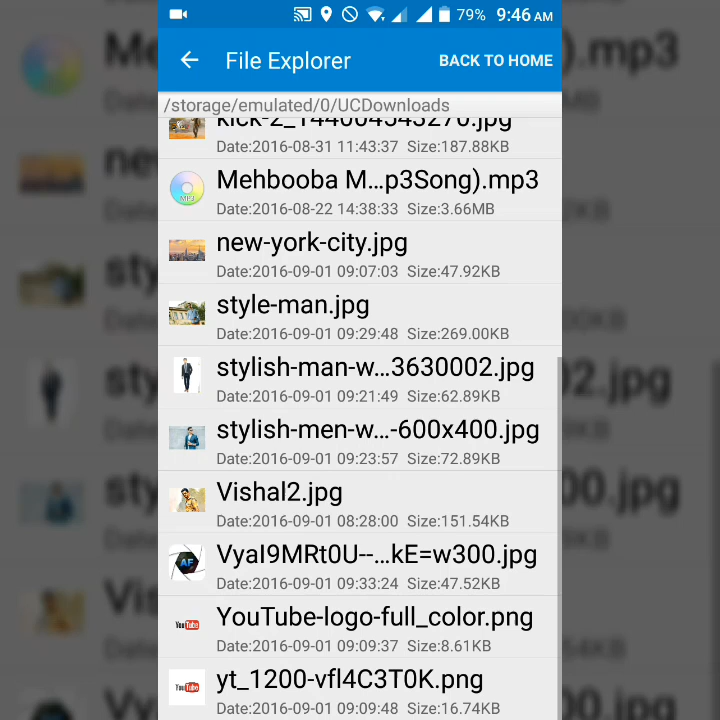 79% 9:46 AM
File Explorer BACK TO HOME
/storage/emulated/0/UCDownloads
kick-2_144004543270.jpg
Date:2016-08-31 11:43:37 Size:187.88KB
Mehbooba M...p3Song).mp3
Date:2016-08-22 14:38:33 Size:3.66MB
new-york-city.jpg
Date:2016-09-01 09:07:03 Size:47.92KB
style-man.jpg
Date:2016-09-01 09:29:48 Size:269.00KB
stylish-man-w...3630002.jpg
Date:2016-09-01 09:21:49 Size:62.89KB
stylish-men-w...-600x400.jpg
Date:2016-09-01 09:23:57 Size:72.89KB
Vishal2.jpg
Date:2016-09-01 08:28:00 Size:151.54KB
VyaI9MRt0U--...kE=w300.jpg
Date:2016-09-01 09:33:24 Size:47.52KB
YouTube-logo-full_color.png
Date:2016-09-01 09:09:37 Size:8.61KB
yt_1200-vfl4C3T0K.png
Date:2016-09-01 09:09:48 Size:16.74KB